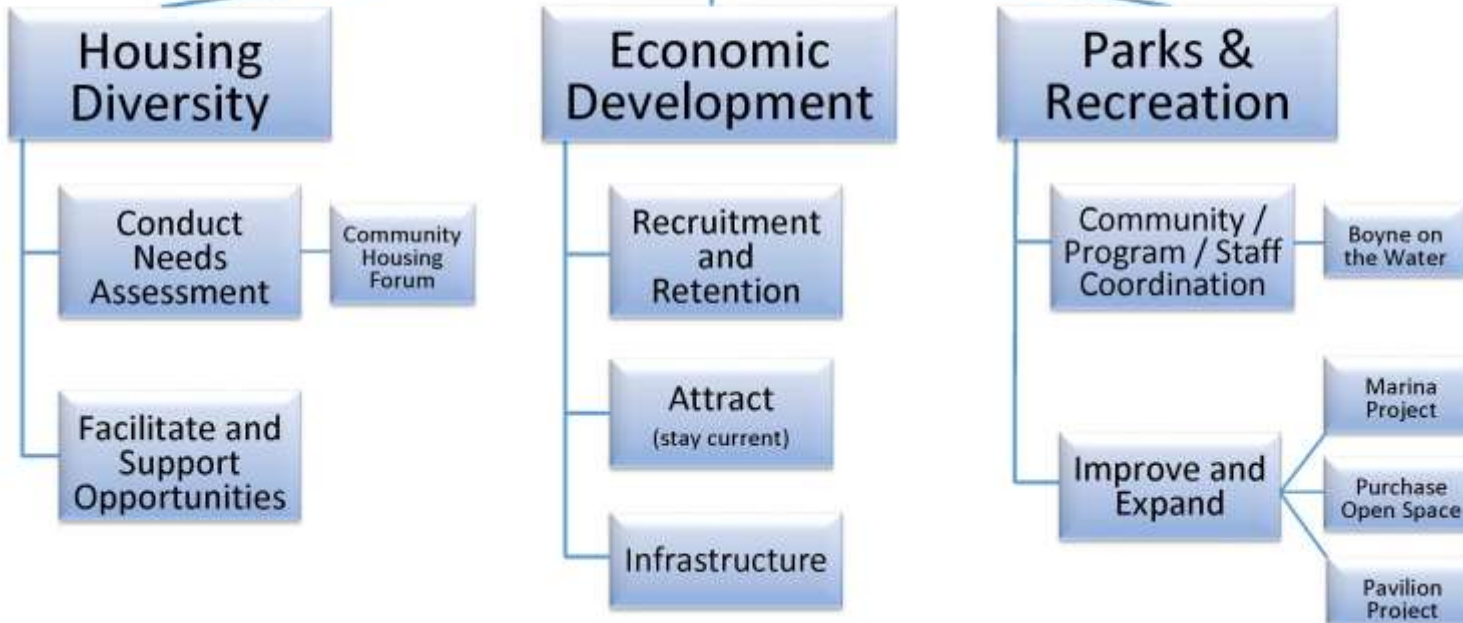 Housing
Diversity
Conduct
Needs
Assessment
Community
Housing
Forum
Facilitate and
Support
Opportunities
Economic
Development
Recruitment
and
Retention
Attract
(stay current)
Infrastructure
Parks &
Recreation
Community /
Program / Staff
Coordination
Boyne on
the Water
Improve and
Expand
Marina
Project
Purchase
Open Space
Pavilion
Project